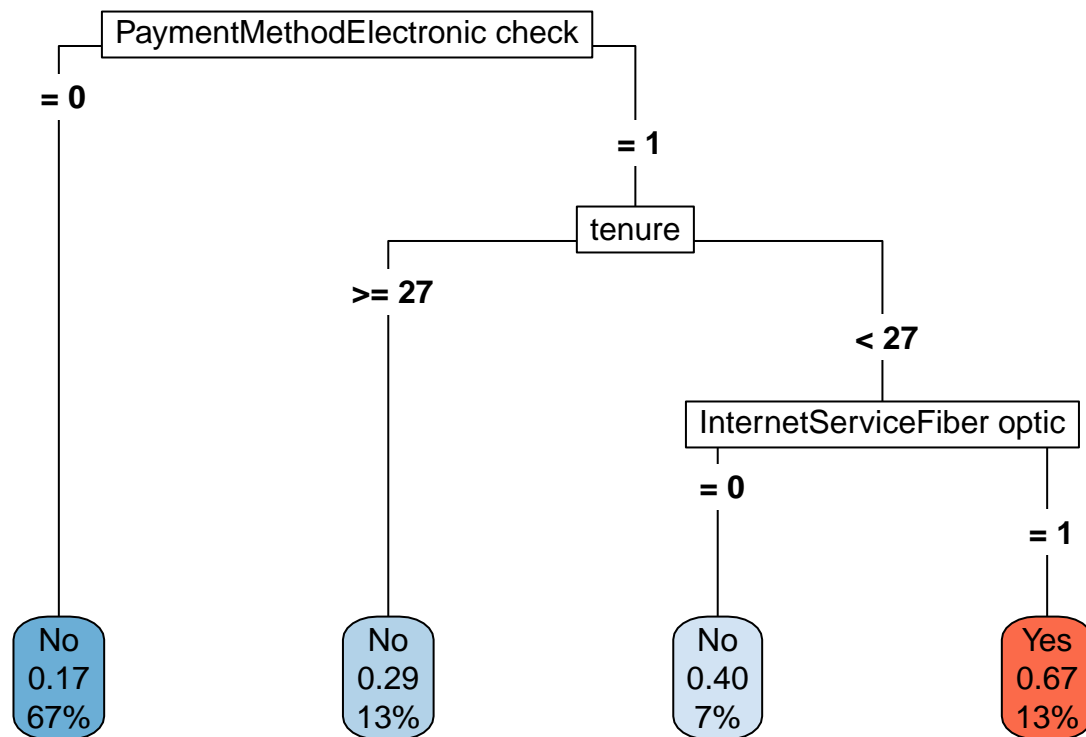 PaymentMethodElectronic check
= 0
= 1
tenure
>= 27
< 27
InternetServiceFiber optic
= 0
= 1
No
0.17
67%
No
0.29
13%
No
0.40
7%
Yes
0.67
13%